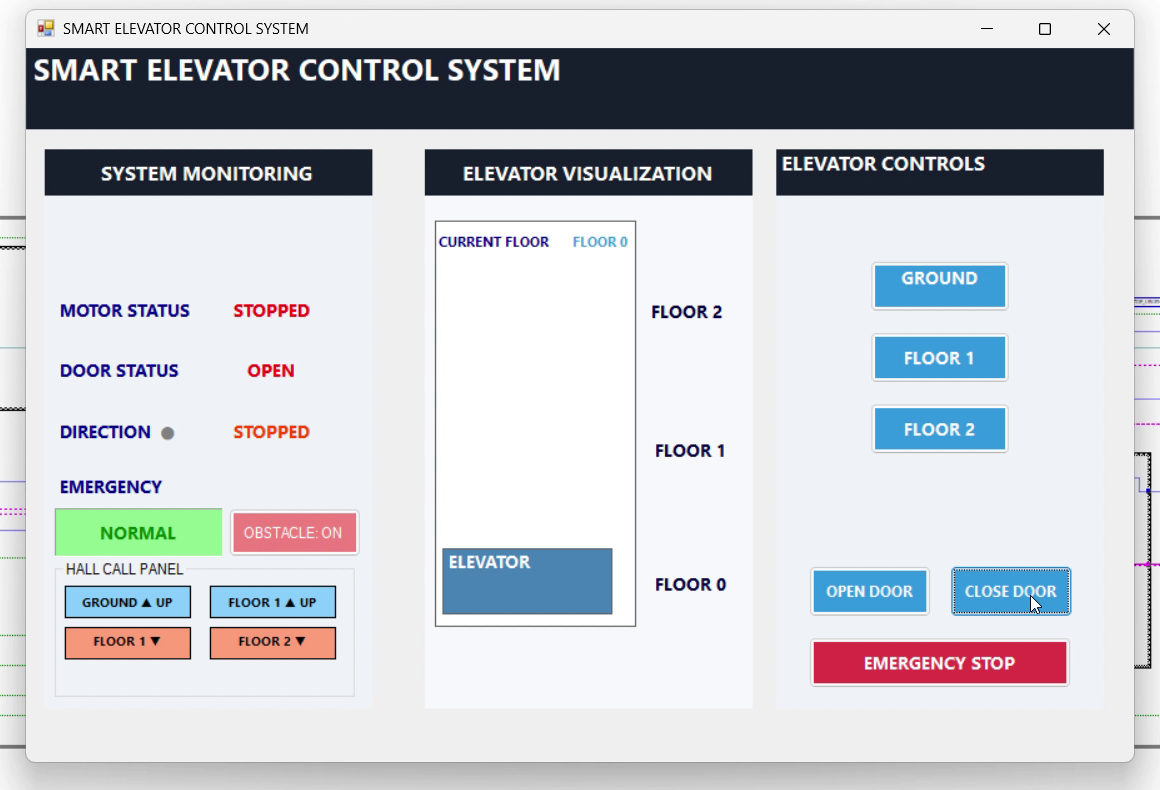 SMART ELEVATOR CONTROL SYSTEM
SMART ELEVATOR CONTROL SYSTEM
SYSTEM MONITORING
MOTOR STATUS STOPPED
DOOR STATUS OPEN
DIRECTION STOPPED
EMERGENCY
NORMAL OBSTACLE: ON
HALL CALL PANEL
GROUND ▲ UP FLOOR 1 ▲ UP
FLOOR 1 ▼ FLOOR 2 ▼
ELEVATOR VISUALIZATION
CURRENT FLOOR FLOOR 0
FLOOR 2
FLOOR 1
ELEVATOR
FLOOR 0
ELEVATOR CONTROLS
GROUND
FLOOR 1
FLOOR 2
OPEN DOOR CLOSE DOOR
EMERGENCY STOP